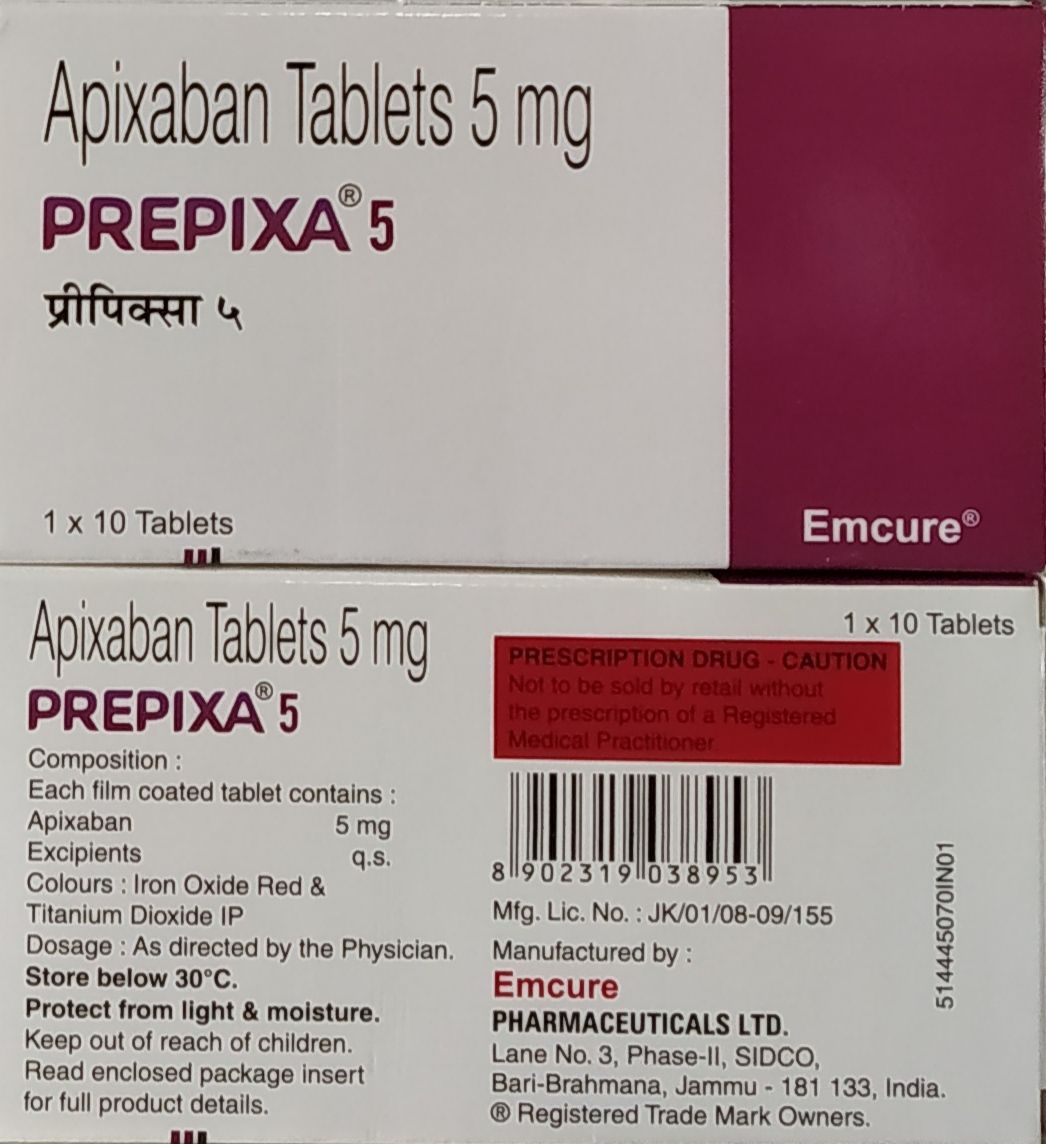 Apixaban Tablets 5 mg
PREPIXA® 5
प्रीपिक्सा ५
1 x 10 Tablets
Emcure®
Apixaban Tablets 5 mg
PREPIXA® 5
Composition :
Each film coated tablet contains :
Apixaban 5 mg
Excipients q.s.
Colours : Iron Oxide Red &
Titanium Dioxide IP
Dosage : As directed by the Physician.
Store below 30°C.
Protect from light & moisture.
Keep out of reach of children.
Read enclosed package insert
for full product details.
1 x 10 Tablets
PRESCRIPTION DRUG - CAUTION
Not to be sold by retail without
the prescription of a Registered
Medical Practitioner.
8 902319 038953
Mfg. Lic. No. : JK/01/08-09/155
Manufactured by :
Emcure
PHARMACEUTICALS LTD.
Lane No. 3, Phase-II, SIDCO,
Bari-Brahmana, Jammu - 181 133, India.
® Registered Trade Mark Owners.
514445070IN01